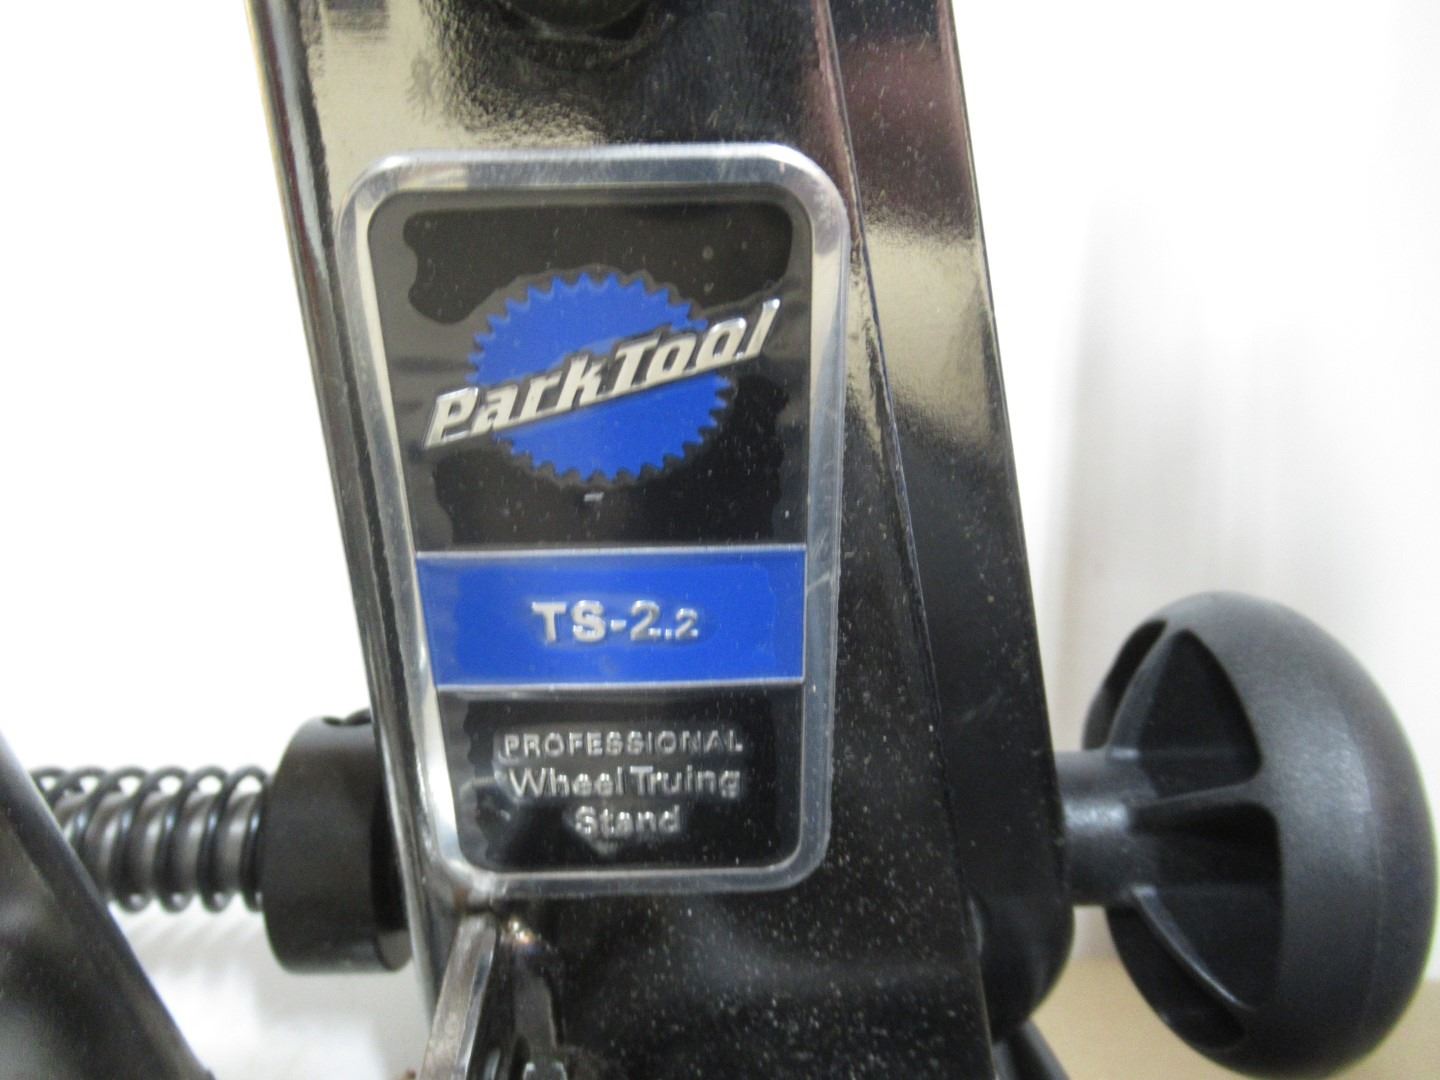 ParkTool
TS-2.2
PROFESSIONAL
Wheel Truing
Stand